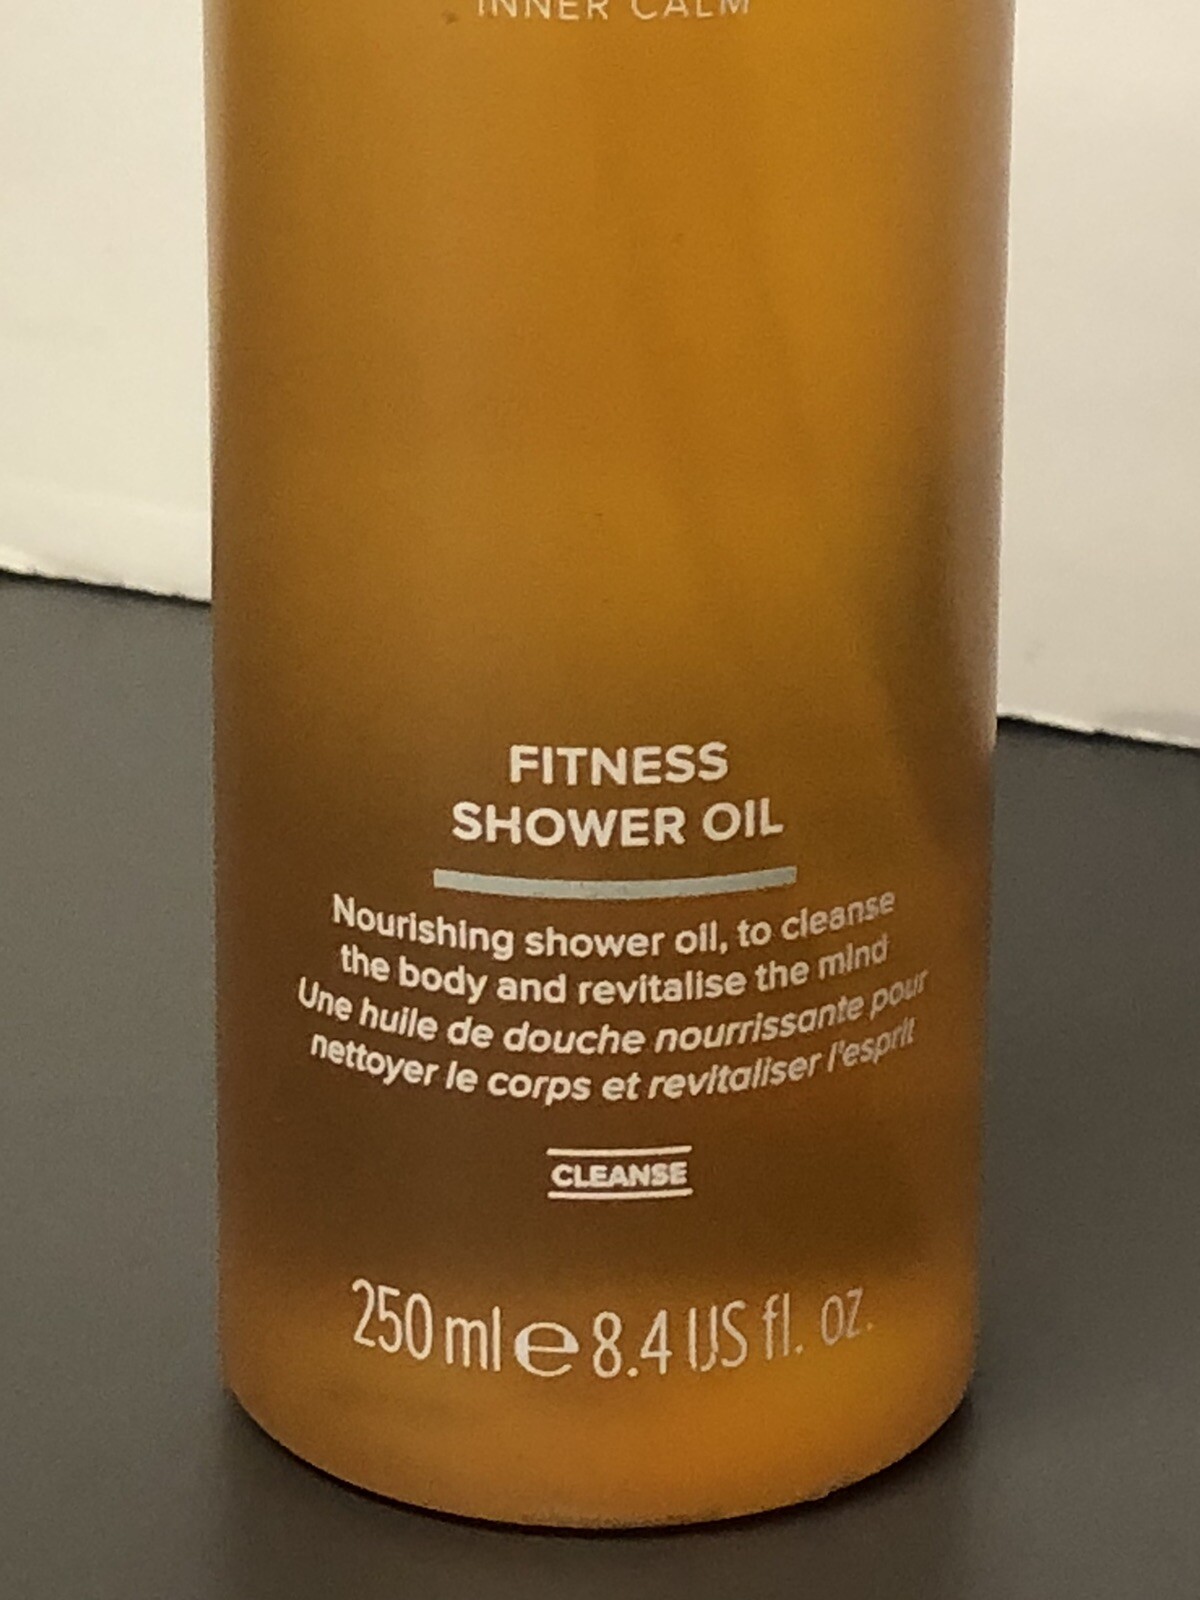 INNER CALM
FITNESS
SHOWER OIL
Nourishing shower oil, to cleanse
the body and revitalise the mind
Une huile de douche nourrissante pour
nettoyer le corps et revitaliser l'esprit
CLEANSE
250 ml e 8.4 US fl. oz.